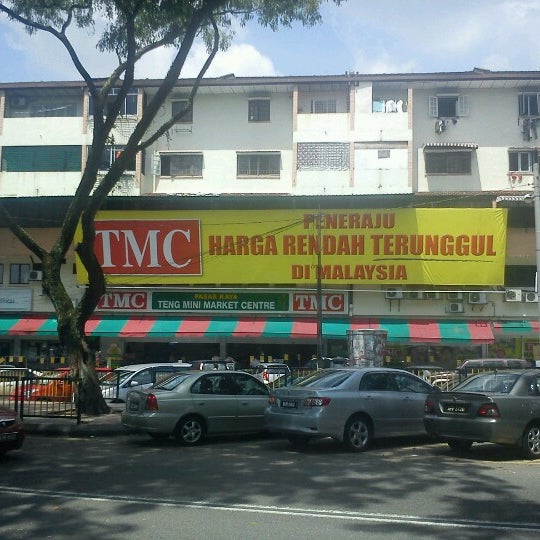 TMC
PENERAJU
HARGA RENDAH TERUNGGUL
DI MALAYSIA
TMC
PASAR RAYA
TENG MINI MARKET CENTRE
TMC